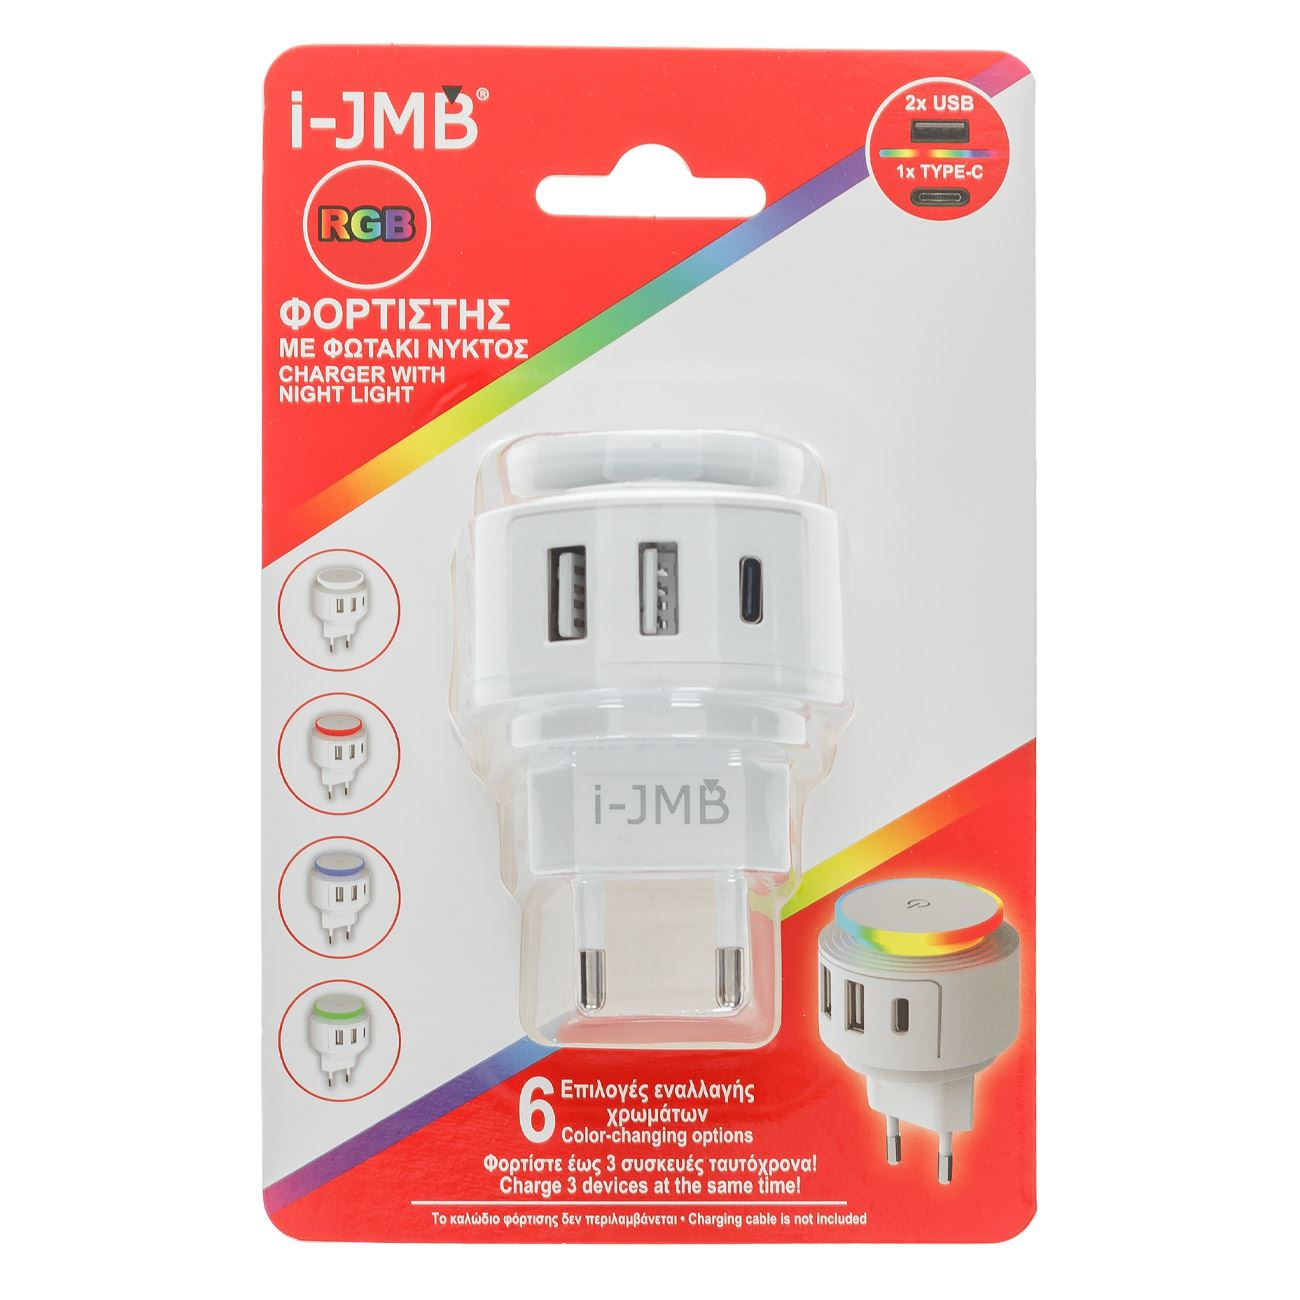 i-JMB®
RGB
ΦΟΡΤΙΣΤΗΣ
ΜΕ ΦΩΤΑΚΙ ΝΥΚΤΟΣ
CHARGER WITH
NIGHT LIGHT
2x USB
1x TYPE-C
i-JMB
6
Επιλογές εναλλαγής
χρωμάτων
Color-changing options
Φορτίστε έως 3 συσκευές ταυτόχρονα!
Charge 3 devices at the same time!
Το καλώδιο φόρτισης δεν περιλαμβάνεται • Charging cable is not included